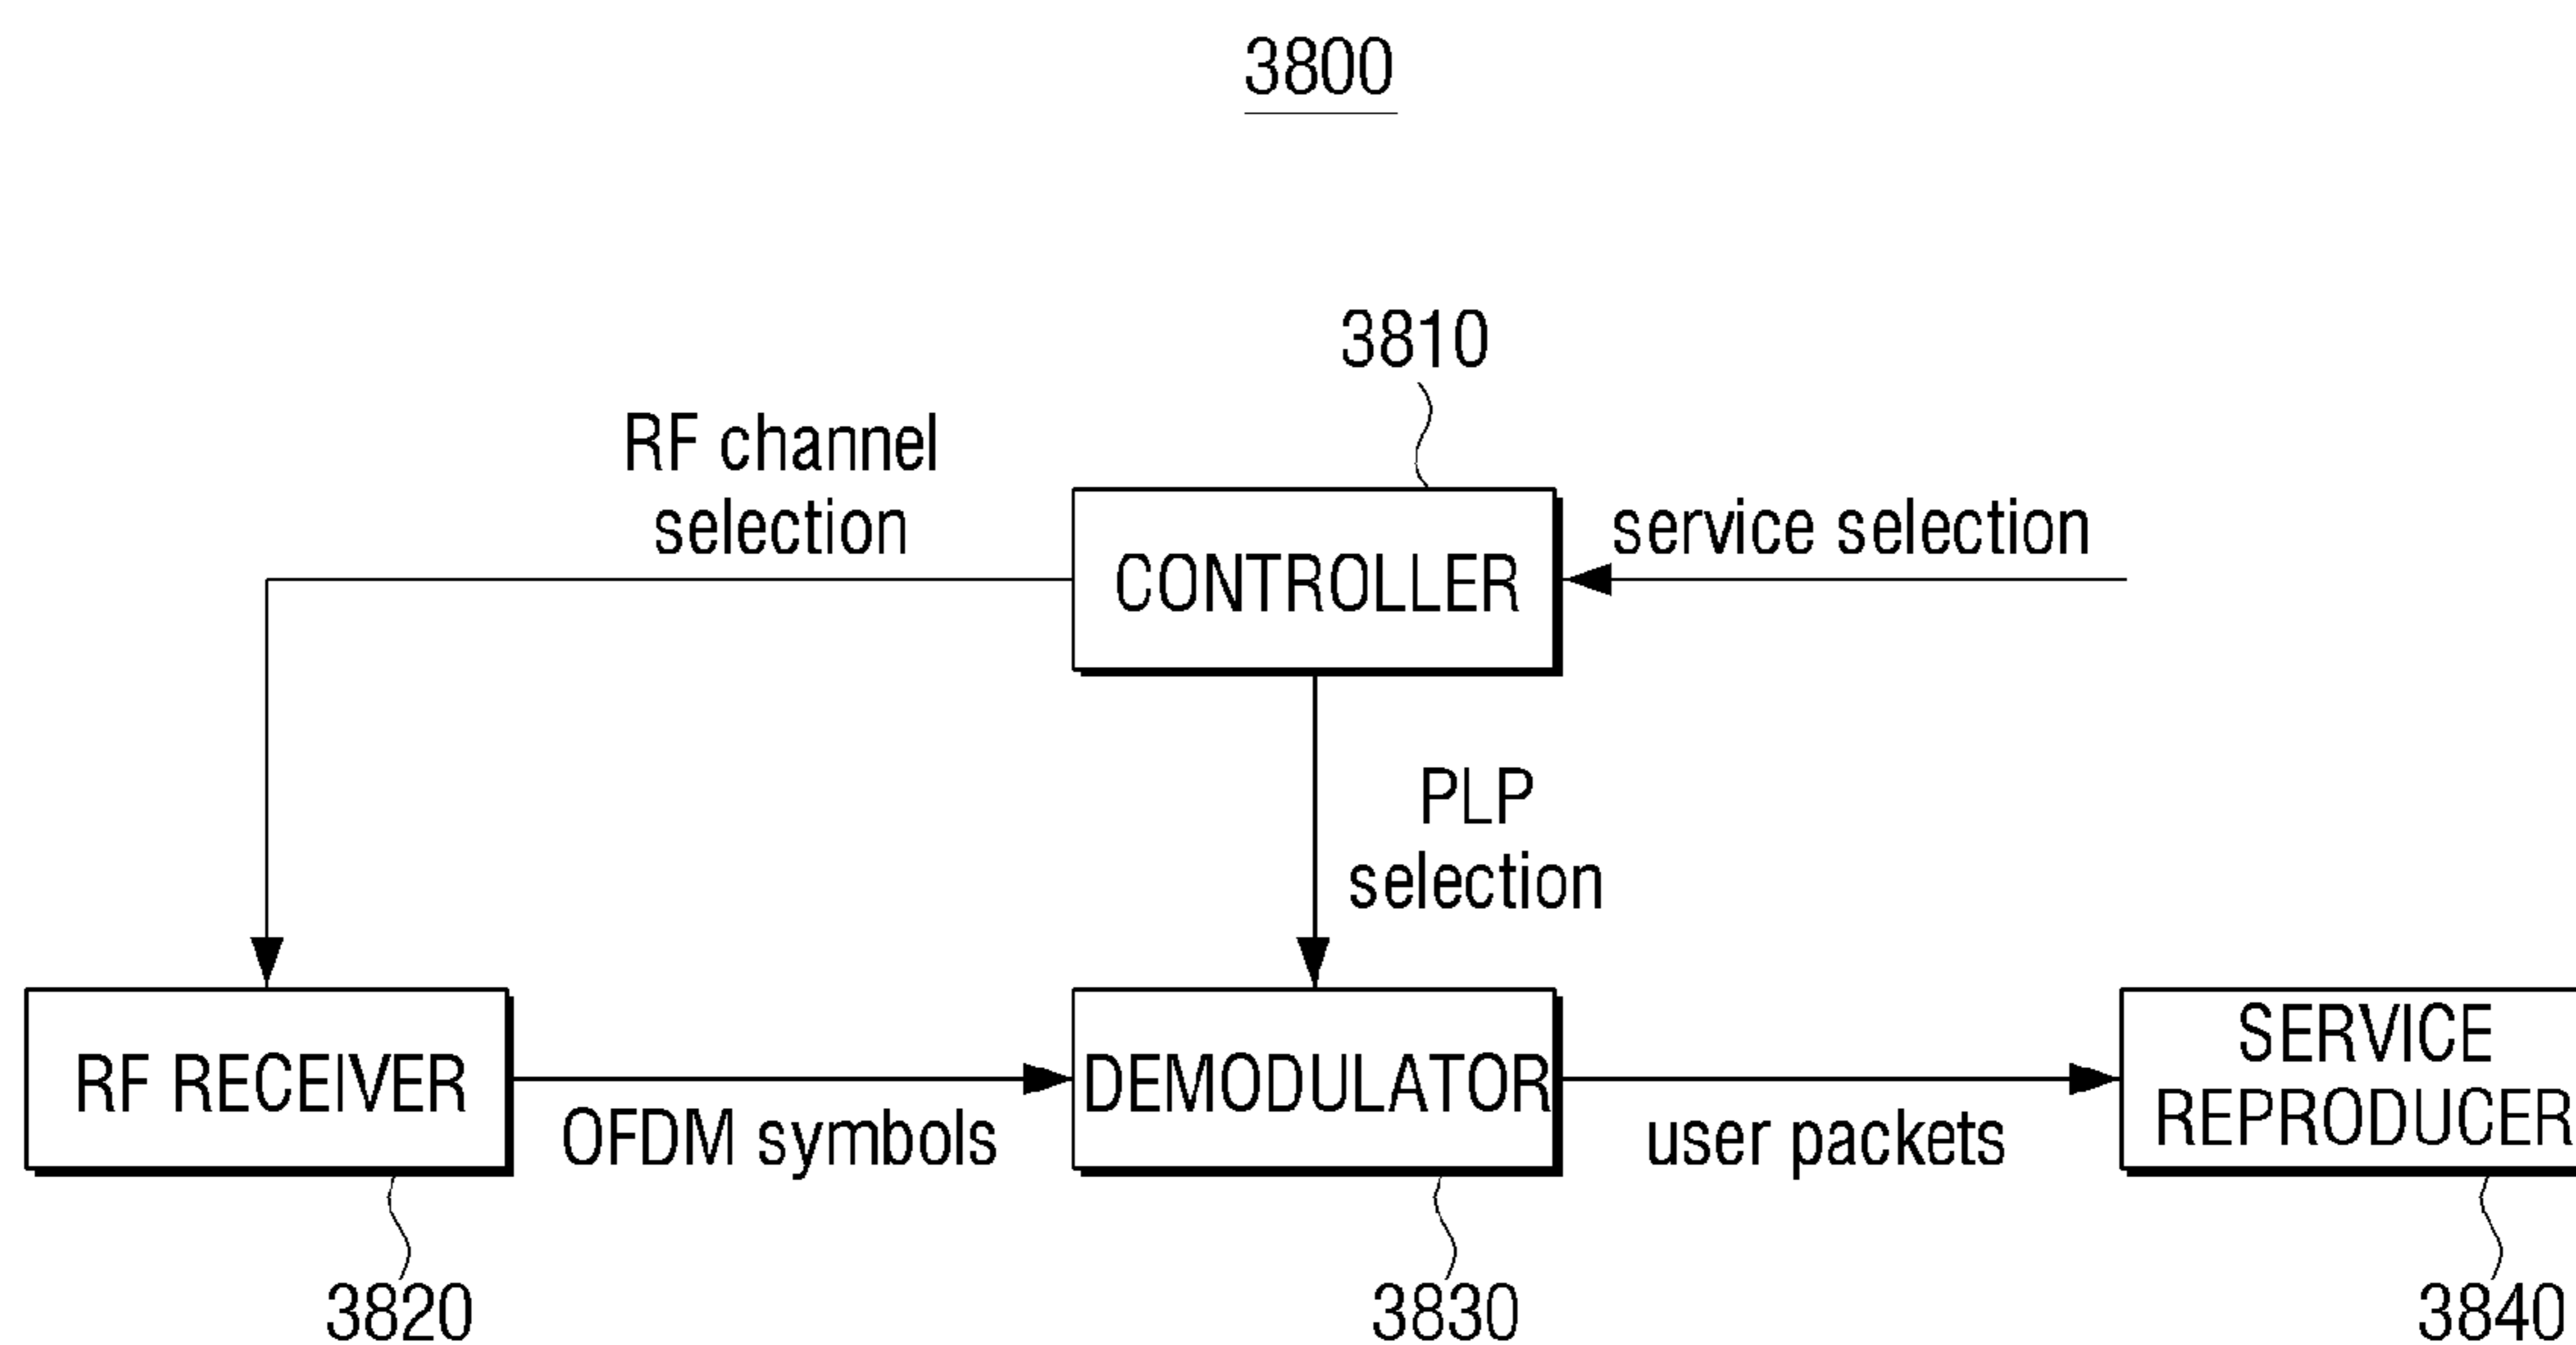 3800
3810
RF channel
selection
CONTROLLER
service selection
PLP
selection
RF RECEIVER
OFDM symbols
DEMODULATOR
user packets
SERVICE
REPRODUCER
3820
3830
3840